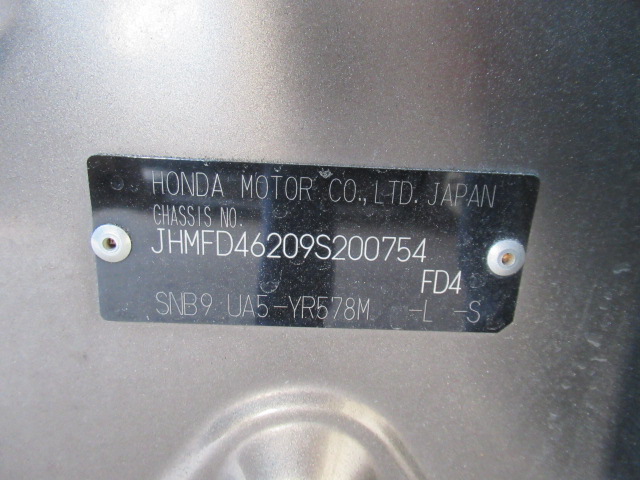 HONDA MOTOR CO.,LTD. JAPAN
CHASSIS NO.
JHMFD46209S200754
FD4
SNB9 UA5-YR578M -L -S